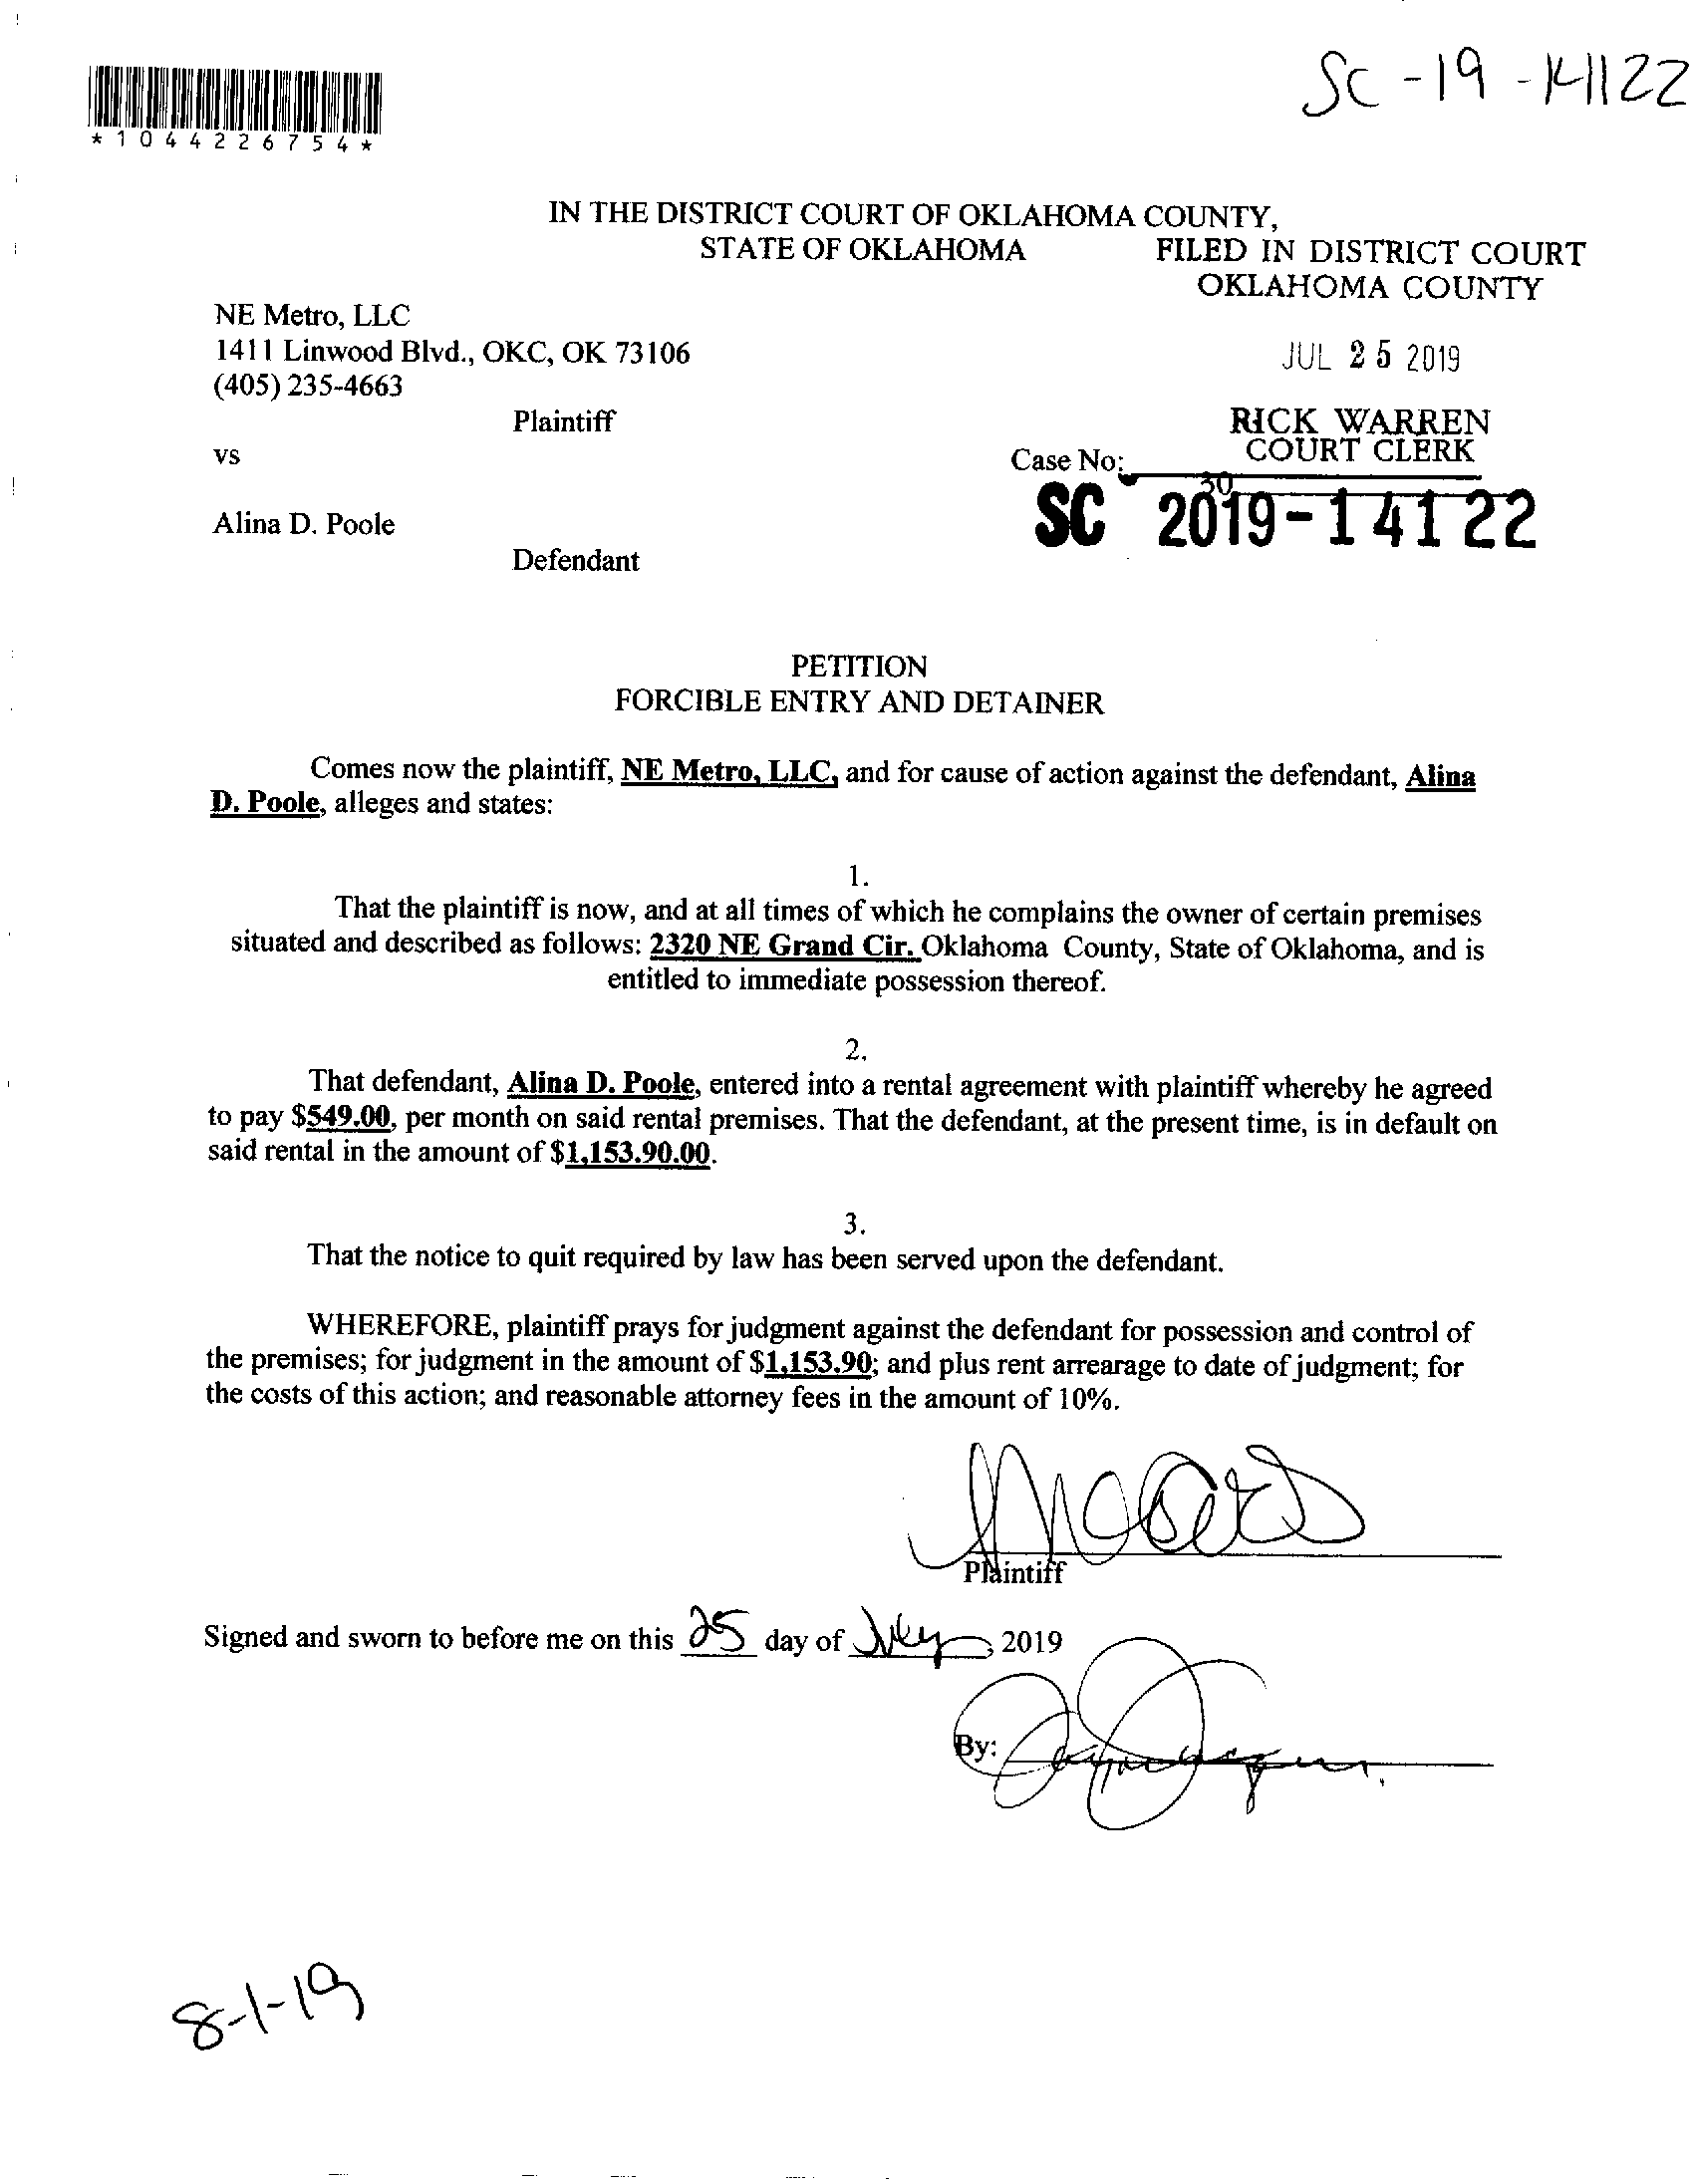 SC-19-14122
*1044226754*
IN THE DISTRICT COURT OF OKLAHOMA COUNTY,
STATE OF OKLAHOMA
FILED IN DISTRICT COURT
OKLAHOMA COUNTY
NE Metro, LLC
1411 Linwood Blvd., OKC, OK 73106
(405) 235-4663
JUL 25 2019
Plaintiff
RICK WARREN
COURT CLERK
vs
Case No:
30
SC 2019-14122
Alina D. Poole
Defendant
PETITION
FORCIBLE ENTRY AND DETAINER
Comes now the plaintiff, NE Metro, LLC, and for cause of action against the defendant, Alina
D. Poole, alleges and states:
1.
That the plaintiff is now, and at all times of which he complains the owner of certain premises
situated and described as follows: 2320 NE Grand Cir. Oklahoma County, State of Oklahoma, and is
entitled to immediate possession thereof.
2.
That defendant, Alina D. Poole, entered into a rental agreement with plaintiff whereby he agreed
to pay $549.00, per month on said rental premises. That the defendant, at the present time, is in default on
said rental in the amount of $1,153.90.00.
3.
That the notice to quit required by law has been served upon the defendant.
WHEREFORE, plaintiff prays for judgment against the defendant for possession and control of
the premises; for judgment in the amount of $1,153.90; and plus rent arrearage to date of judgment; for
the costs of this action; and reasonable attorney fees in the amount of 10%.
Plaintiff
Signed and sworn to before me on this 25 day of July, 2019
By:
8-1-19